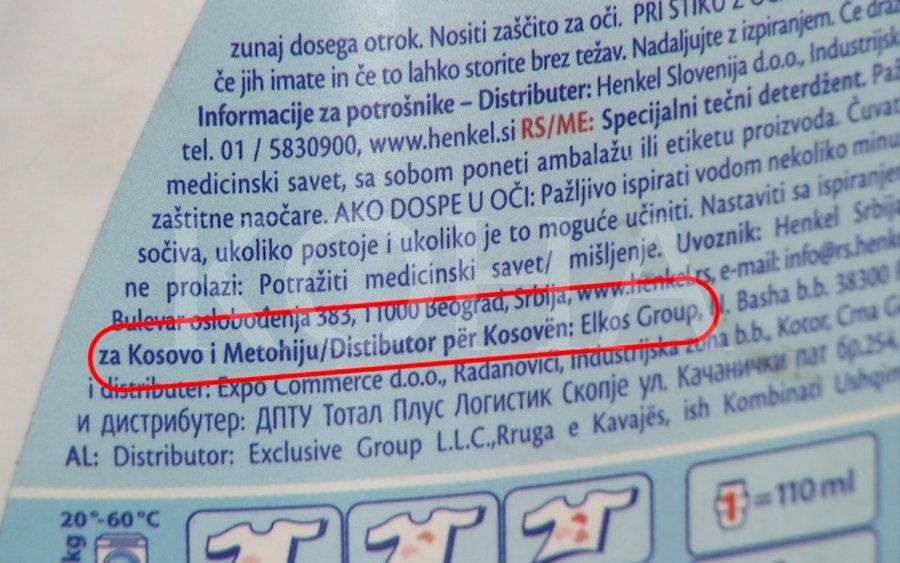 zunaj dosega otrok. Nositi zaščito za oči. PRI STIKU Z
če jih imate in če to lahko storite brez težav. Nadaljujte z izpiranjem. Če
Informacije za potrošnike – Distributer: Henkel Slovenija d.o.o., Industrijsk
tel. 01 / 5830900, www.henkel.si RS/ME: Specijalni tečni deterdžent.
medicinski savet, sa sobom poneti ambalažu ili etiketu proizvoda. Čuvat
zaštitne naočare. AKO DOSPE U OČI: Pažljivo ispirati vodom nekoliko minu
sočiva, ukoliko postoje i ukoliko je to moguće učiniti. Nastaviti sa ispiranjem
ne prolazi: Potražiti medicinski savet/ mišljenje. Uvoznik: Henkel Srbija
Bulevar oslobođenja 383, 11000 Beograd, Srbija, www.henkel.rs, e-mail: info@rs.henke
za Kosovo i Metohiju/Distibutor për Kosovën: Elkos Group, Basha b.b. 38300
i distributer: Expo Commerce d.o.o., Radanovići, Industrijska zona b.b., Kotor, Crna
и дистрибутер: ДПТУ Тотал Плус Логистик Скопје ул. Качанички пат бр.254,
AL: Distributor: Exclusive Group L.L.C.,Rruga e Kavajës, ish Kombinati Ushqim
20°-60°C
kg
1 = 110 ml
KOHA